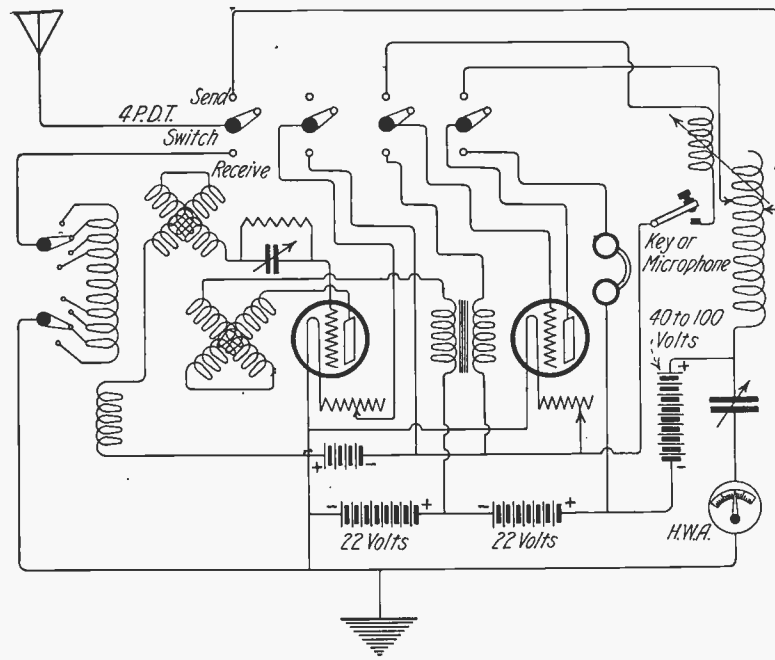 Send
4 P.D.T.
Switch
Receive
Key or
Microphone
40 to 100
Volts
+
-
+
-
-
+
-
+
22 Volts
22 Volts
H.W.A.